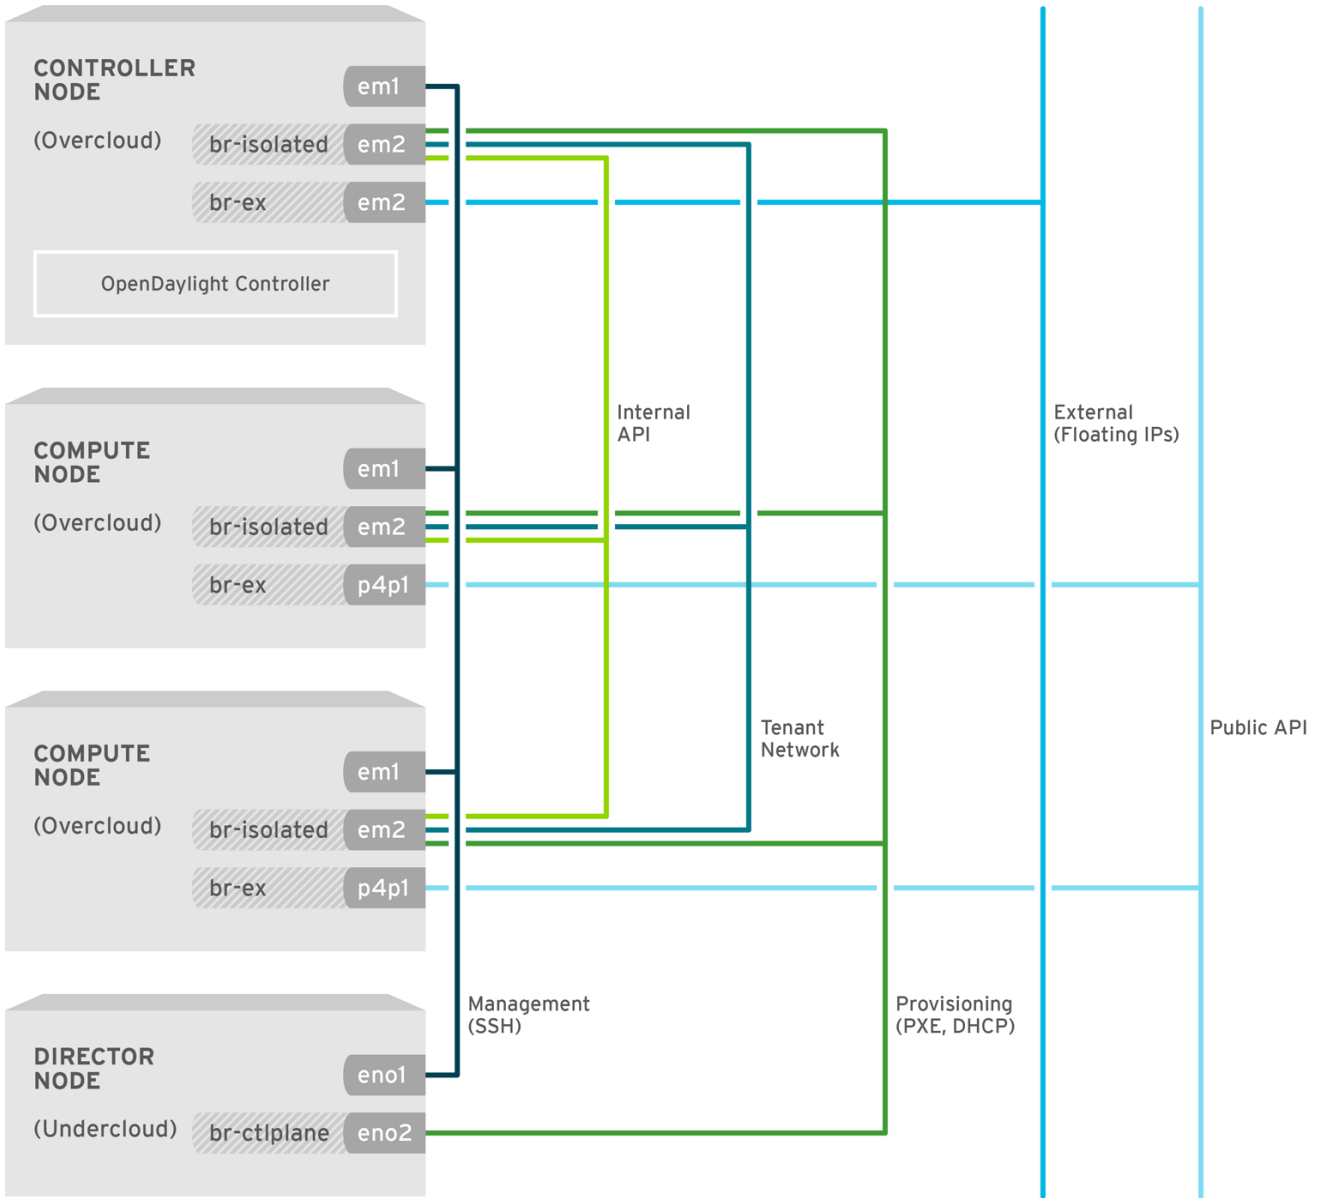 CONTROLLER
NODE
(Overcloud)
em1
br-isolated em2
br-ex em2
OpenDaylight Controller
COMPUTE
NODE
(Overcloud)
em1
br-isolated em2
br-ex p4p1
COMPUTE
NODE
(Overcloud)
em1
br-isolated em2
br-ex p4p1
DIRECTOR
NODE
(Undercloud)
eno1
br-ctlplane eno2
Internal
API
External
(Floating IPs)
Tenant
Network
Public API
Management
(SSH)
Provisioning
(PXE, DHCP)